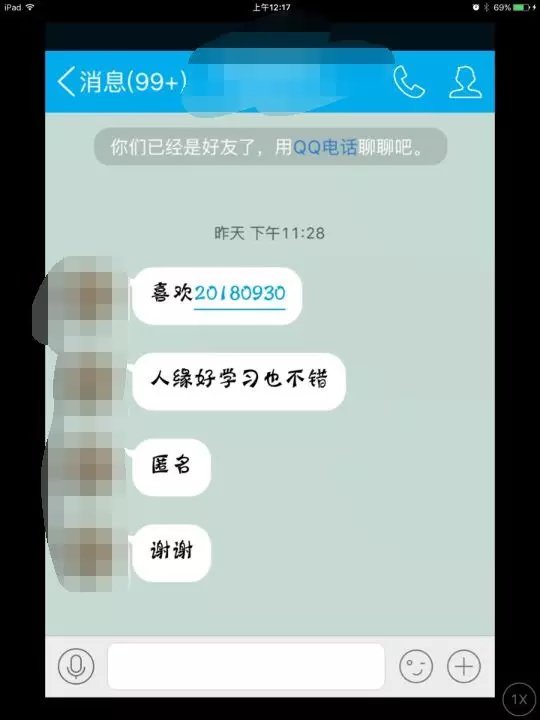 iPad 上午12:17 69%
消息(99+)
你们已经是好友了，用QQ电话聊聊吧。
昨天 下午11:28
喜欢20180930
人缘好学习也不错
匿名
谢谢
1X